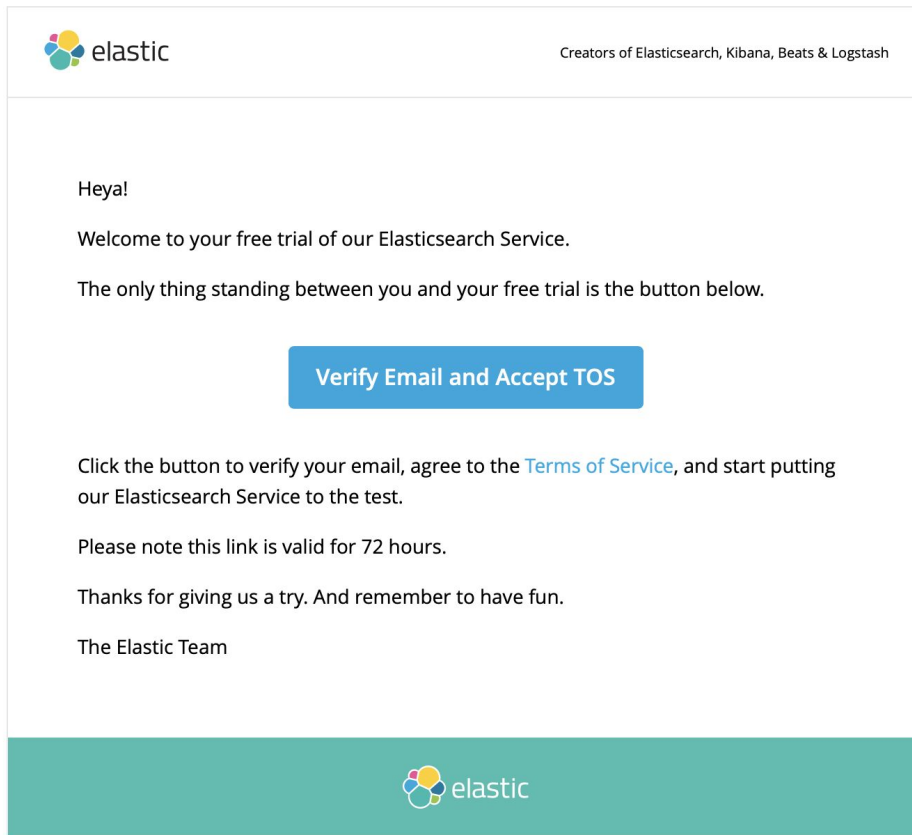 elastic
Creators of Elasticsearch, Kibana, Beats & Logstash
Heya!
Welcome to your free trial of our Elasticsearch Service.
The only thing standing between you and your free trial is the button below.
Verify Email and Accept TOS
Click the button to verify your email, agree to the Terms of Service, and start putting
our Elasticsearch Service to the test.
Please note this link is valid for 72 hours.
Thanks for giving us a try. And remember to have fun.
The Elastic Team
elastic